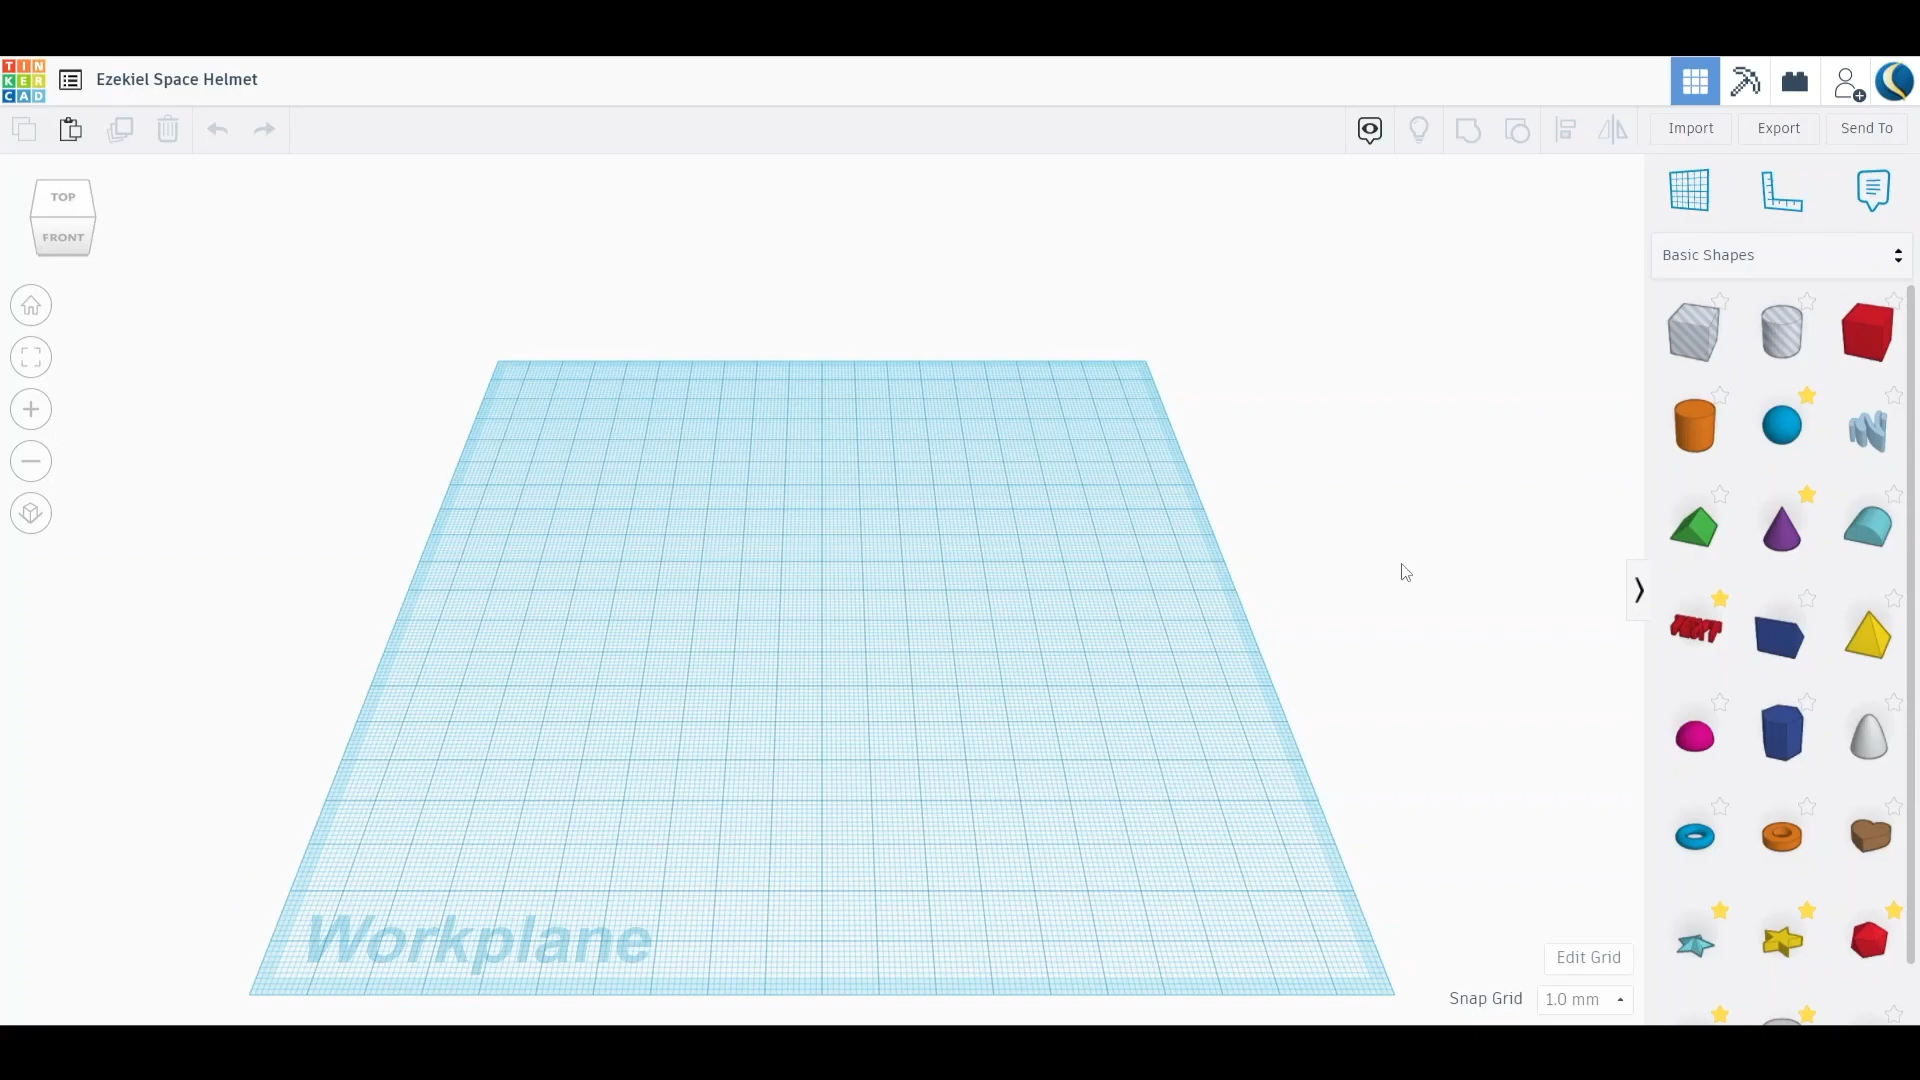 TIN
KER
CAD
Ezekiel Space Helmet
Import
Export
Send To
TOP
FRONT
Basic Shapes
TEXT
Workplane
Edit Grid
Snap Grid
1.0 mm